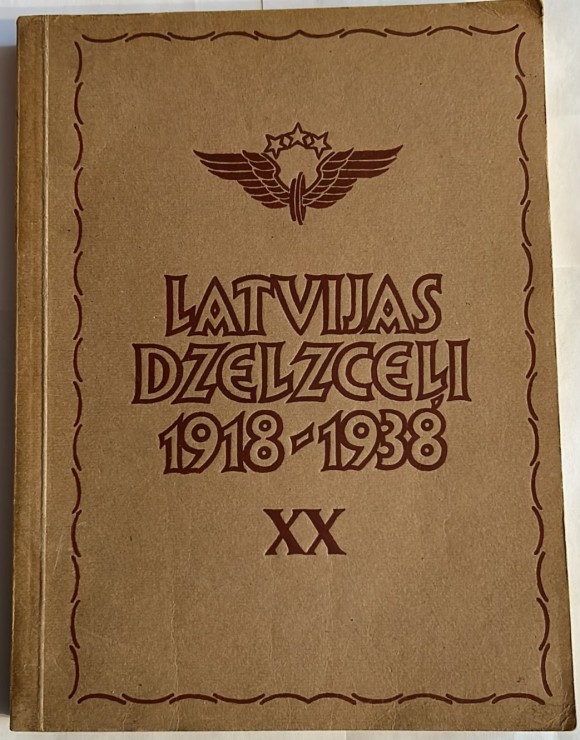 LATVIJAS
DZELZCEĻI
1918-1938
XX